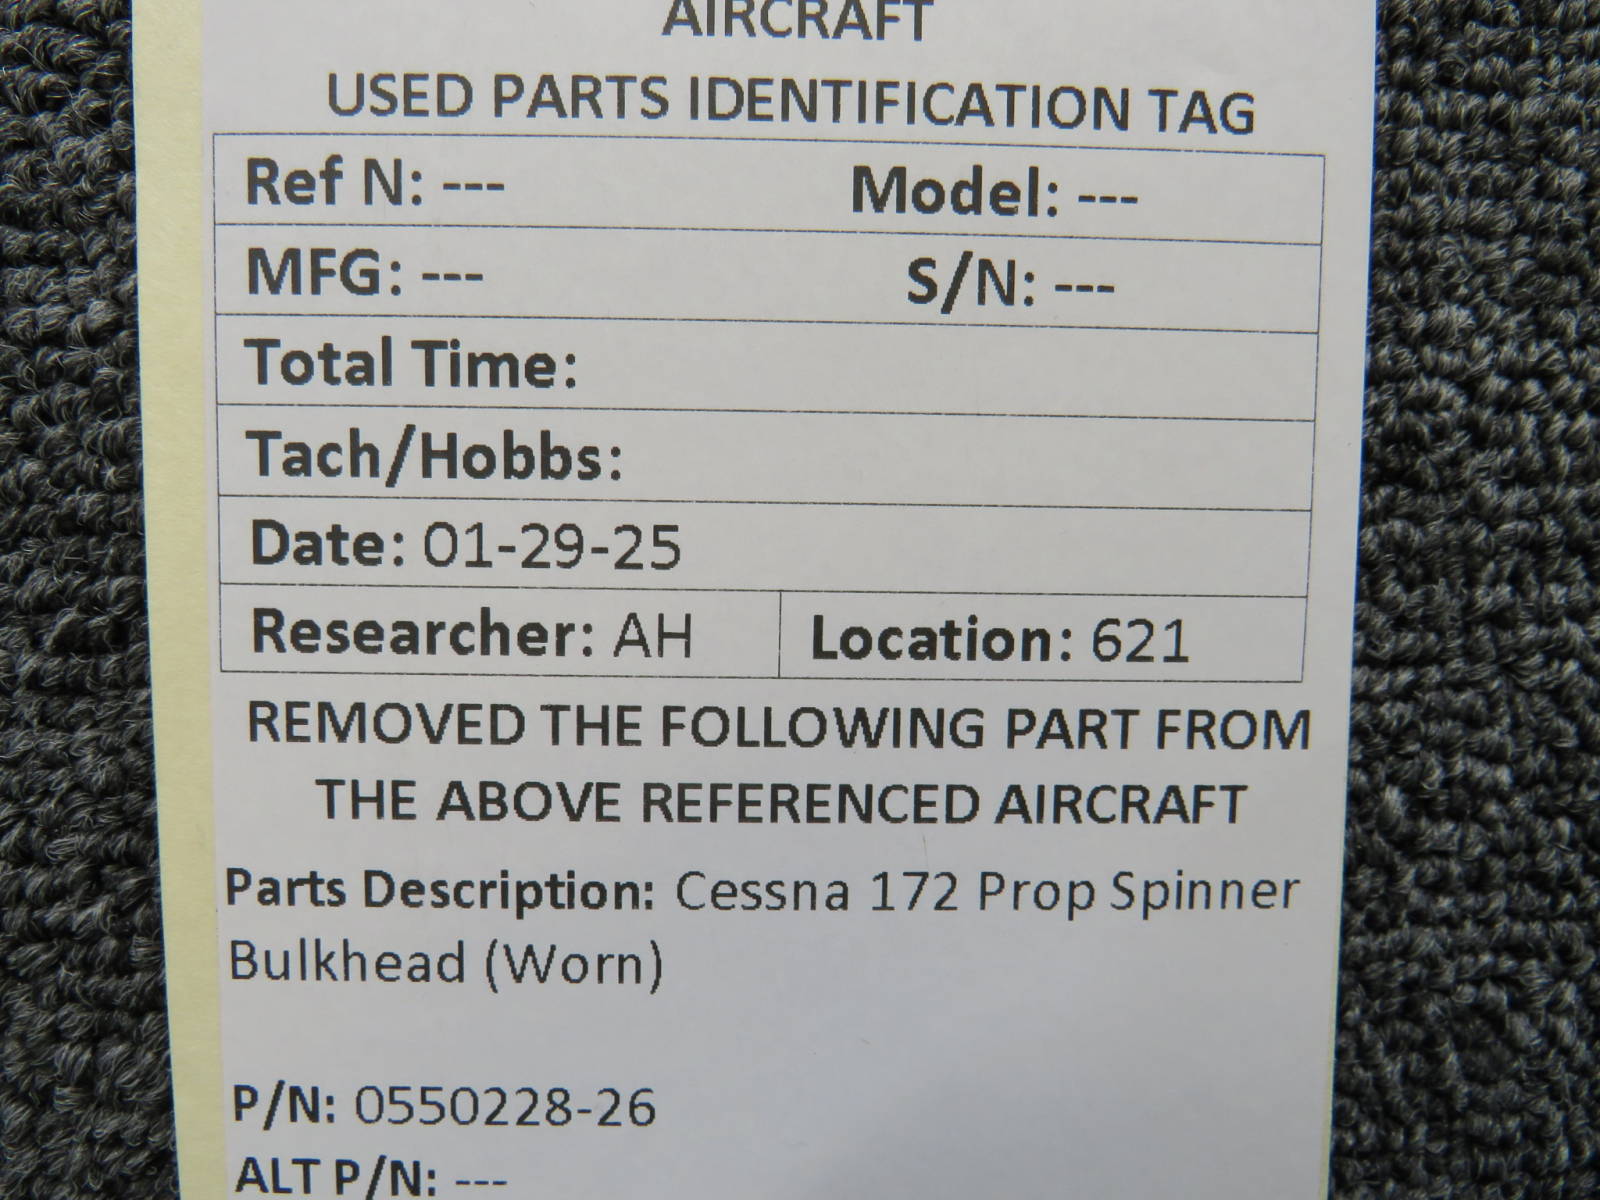 AIRCRAFT
USED PARTS IDENTIFICATION TAG
Ref N: --- Model: ---
MFG: --- S/N: ---
Total Time:
Tach/Hobbs:
Date: 01-29-25
Researcher: AH Location: 621
REMOVED THE FOLLOWING PART FROM
THE ABOVE REFERENCED AIRCRAFT
Parts Description: Cessna 172 Prop Spinner
Bulkhead (Worn)
P/N: 0550228-26
ALT P/N: ---